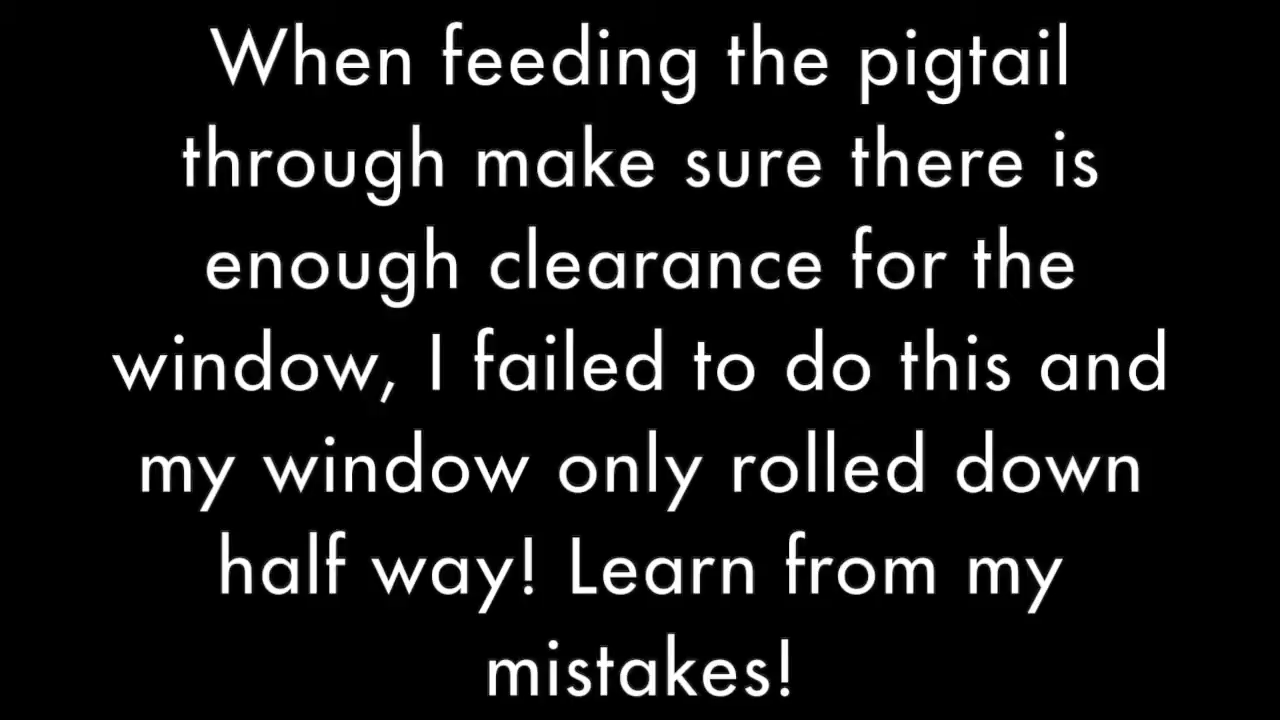 When feeding the pigtail
through make sure there is
enough clearance for the
window, I failed to do this and
my window only rolled down
half way! Learn from my
mistakes!